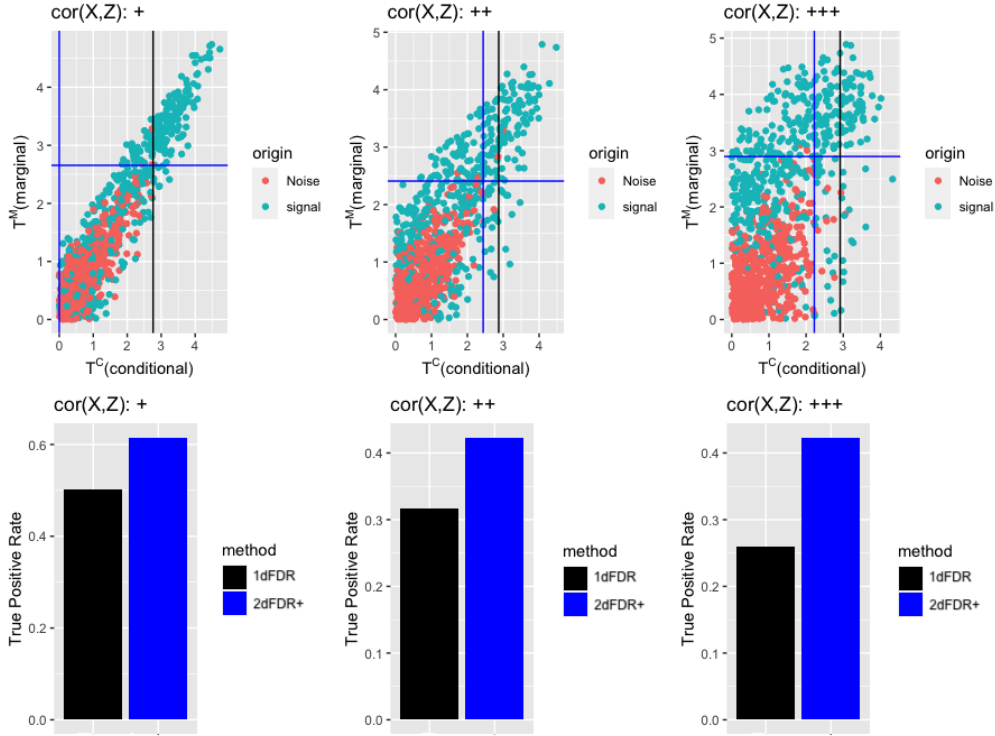 cor(X,Z): +
cor(X,Z): ++
cor(X,Z): +++
4
3
2
1
0
T^M(marginal)
0 1 2 3 4
T^C(conditional)
origin
Noise
signal
5
4
3
2
1
0
T^M(marginal)
0 1 2 3 4
T^C(conditional)
origin
Noise
signal
5
4
3
2
1
0
T^M(marginal)
0 1 2 3 4
T^C(conditional)
origin
Noise
signal
cor(X,Z): +
cor(X,Z): ++
cor(X,Z): +++
0.6
0.4
0.2
0.0
True Positive Rate
method
1dFDR
2dFDR+
0.4
0.3
0.2
0.1
0.0
True Positive Rate
method
1dFDR
2dFDR+
0.4
0.3
0.2
0.1
0.0
True Positive Rate
method
1dFDR
2dFDR+